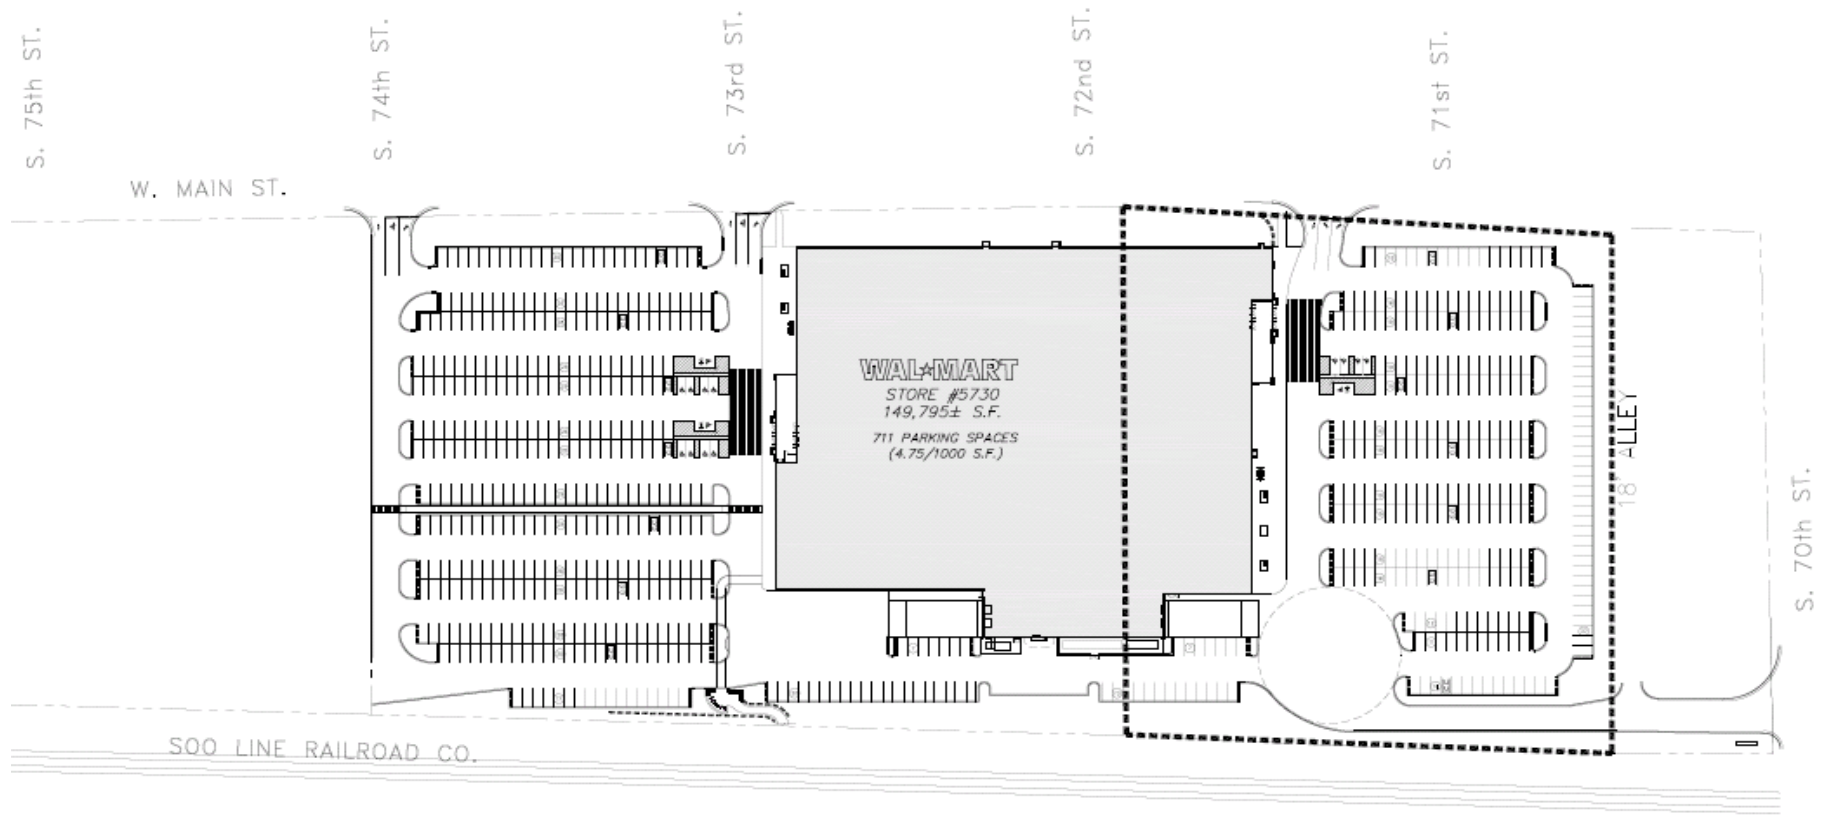 S. 75th ST.
S. 74th ST.
S. 73rd ST.
S. 72nd ST.
S. 71st ST.
W. MAIN ST.
WAL★MART
STORE #5730
149,795± S.F.
711 PARKING SPACES
(4.75/1000 S.F.)
18' ALLEY
S. 70th ST.
SOO LINE RAILROAD CO.